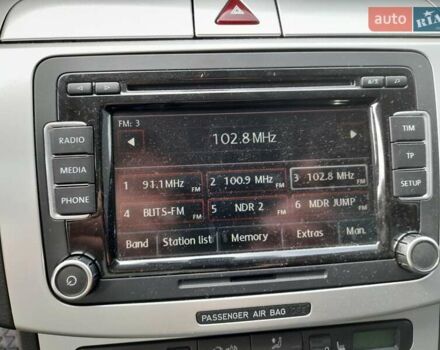 auto RIA
RADIO
MEDIA
PHONE
FM: 3
102.8 MHz
1 91.1 MHz FM
2 100.9 MHz FM
3 102.8 MHz FM
4 BLITS-FM FM
5 NDR 2 FM
6 MDR JUMP FM
Band Station list Memory Extras Man.
TIM
TP
SETUP
PASSENGER AIR BAG